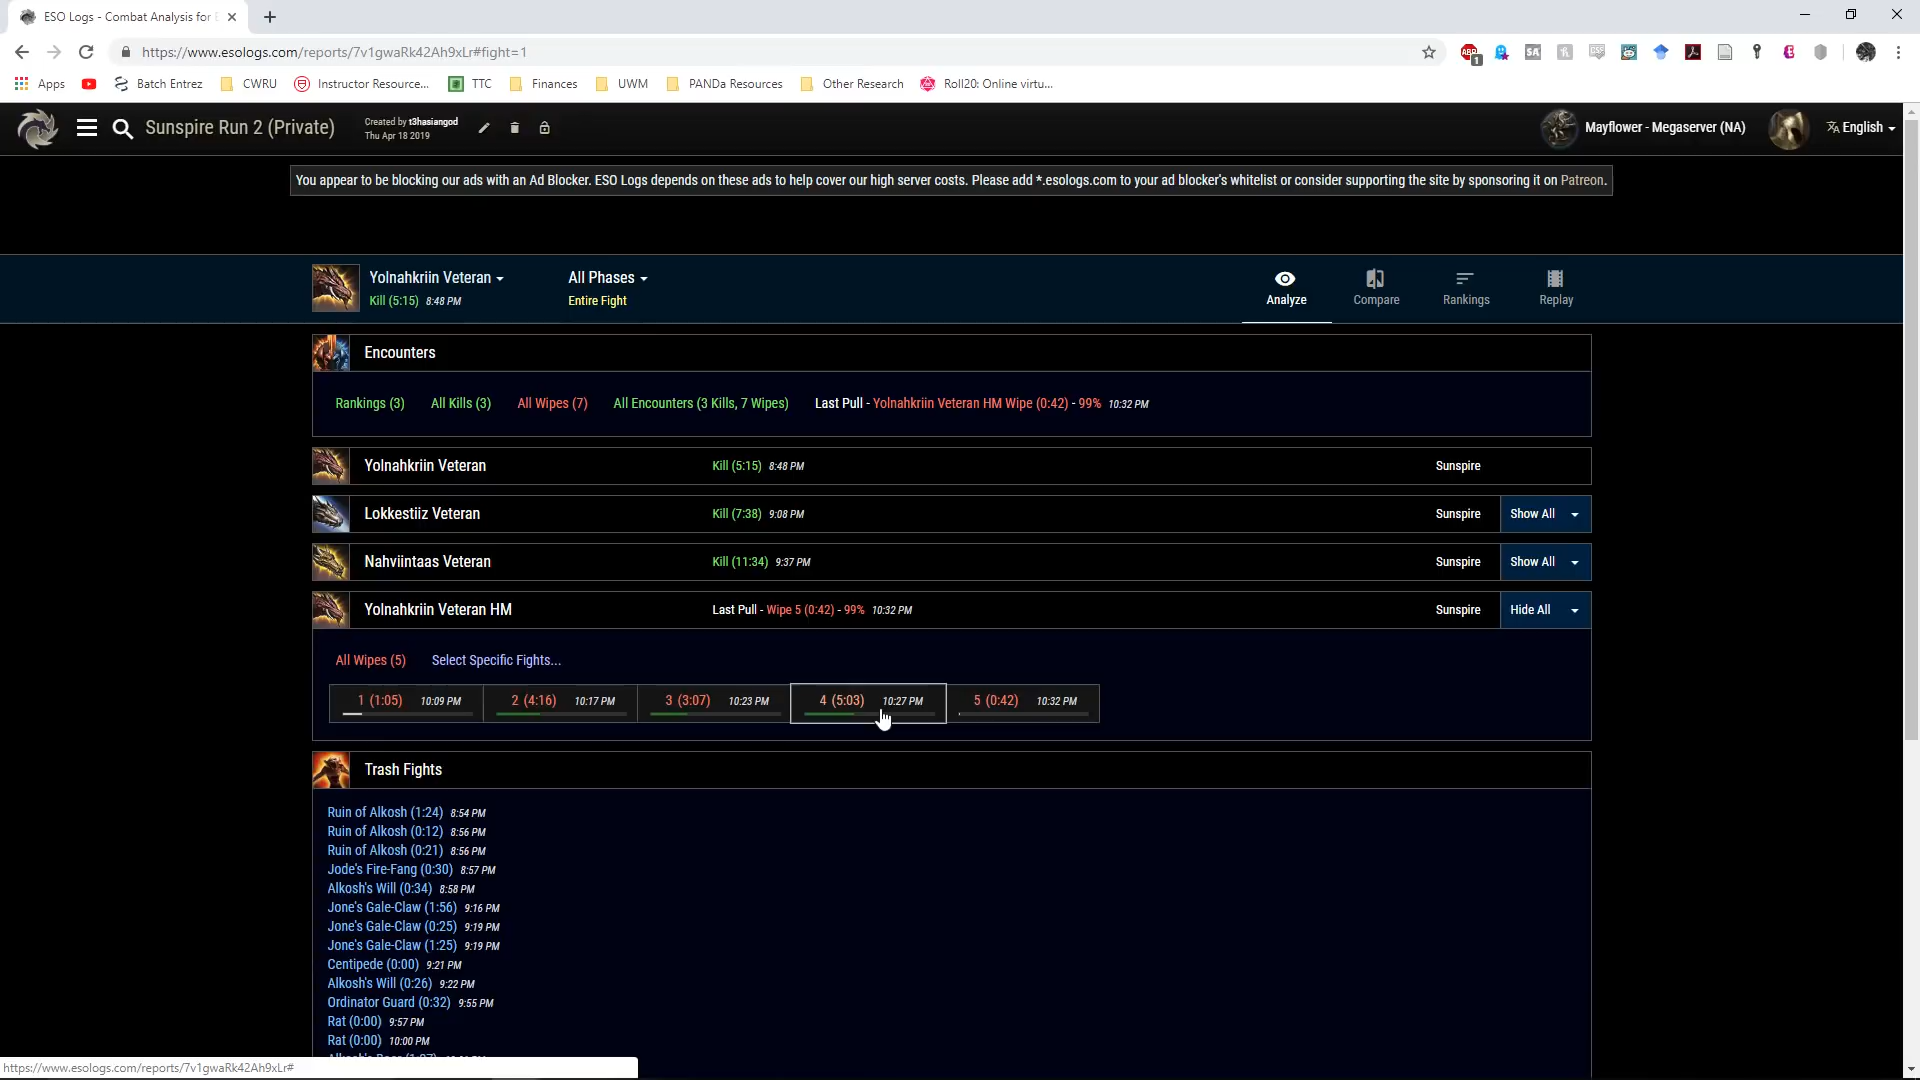 ESO Logs - Combat Analysis for E
https://www.esologs.com/reports/7v1gwaRk42Ah9xLr#fight=1
ABP
1
SA
CSS
Apps
Batch Entrez
CWRU
Instructor Resource...
TTC
Finances
UWM
PANDa Resources
Other Research
Roll20: Online virtu...
Sunspire Run 2 (Private)
Created by t3hasiangod
Thu Apr 18 2019
Mayflower - Megaserver (NA)
English
You appear to be blocking our ads with an Ad Blocker. ESO Logs depends on these ads to help cover our high server costs. Please add *.esologs.com to your ad blocker's whitelist or consider supporting the site by sponsoring it on Patreon.
Yolnahkriin Veteran
Kill (5:15) 8:48 PM
All Phases
Entire Fight
Analyze
Compare
Rankings
Replay
Encounters
Rankings (3) All Kills (3) All Wipes (7) All Encounters (3 Kills, 7 Wipes) Last Pull - Yolnahkriin Veteran HM Wipe (0:42) - 99% 10:32 PM
Yolnahkriin Veteran Kill (5:15) 8:48 PM Sunspire
Lokkestiiz Veteran Kill (7:38) 9:08 PM Sunspire Show All
Nahviintaas Veteran Kill (11:34) 9:37 PM Sunspire Show All
Yolnahkriin Veteran HM Last Pull - Wipe 5 (0:42) - 99% 10:32 PM Sunspire Hide All
All Wipes (5) Select Specific Fights...
1 (1:05) 10:09 PM 2 (4:16) 10:17 PM 3 (3:07) 10:23 PM 4 (5:03) 10:27 PM 5 (0:42) 10:32 PM
Trash Fights
Ruin of Alkosh (1:24) 8:54 PM
Ruin of Alkosh (0:12) 8:56 PM
Ruin of Alkosh (0:21) 8:56 PM
Jode's Fire-Fang (0:30) 8:57 PM
Alkosh's Will (0:34) 8:58 PM
Jone's Gale-Claw (1:56) 9:16 PM
Jone's Gale-Claw (0:25) 9:19 PM
Jone's Gale-Claw (1:25) 9:19 PM
Centipede (0:00) 9:21 PM
Alkosh's Will (0:26) 9:22 PM
Ordinator Guard (0:32) 9:55 PM
Rat (0:00) 9:57 PM
Rat (0:00) 10:00 PM
https://www.esologs.com/reports/7v1gwaRk42Ah9xLr#